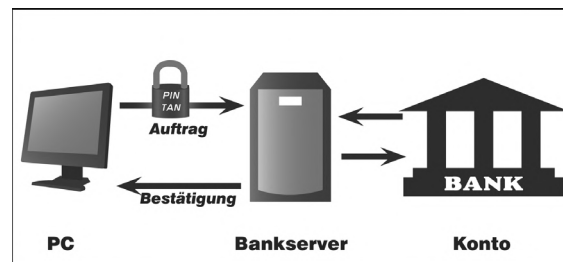 PIN
TAN
Auftrag
Bestätigung
BANK
PC
Bankserver
Konto